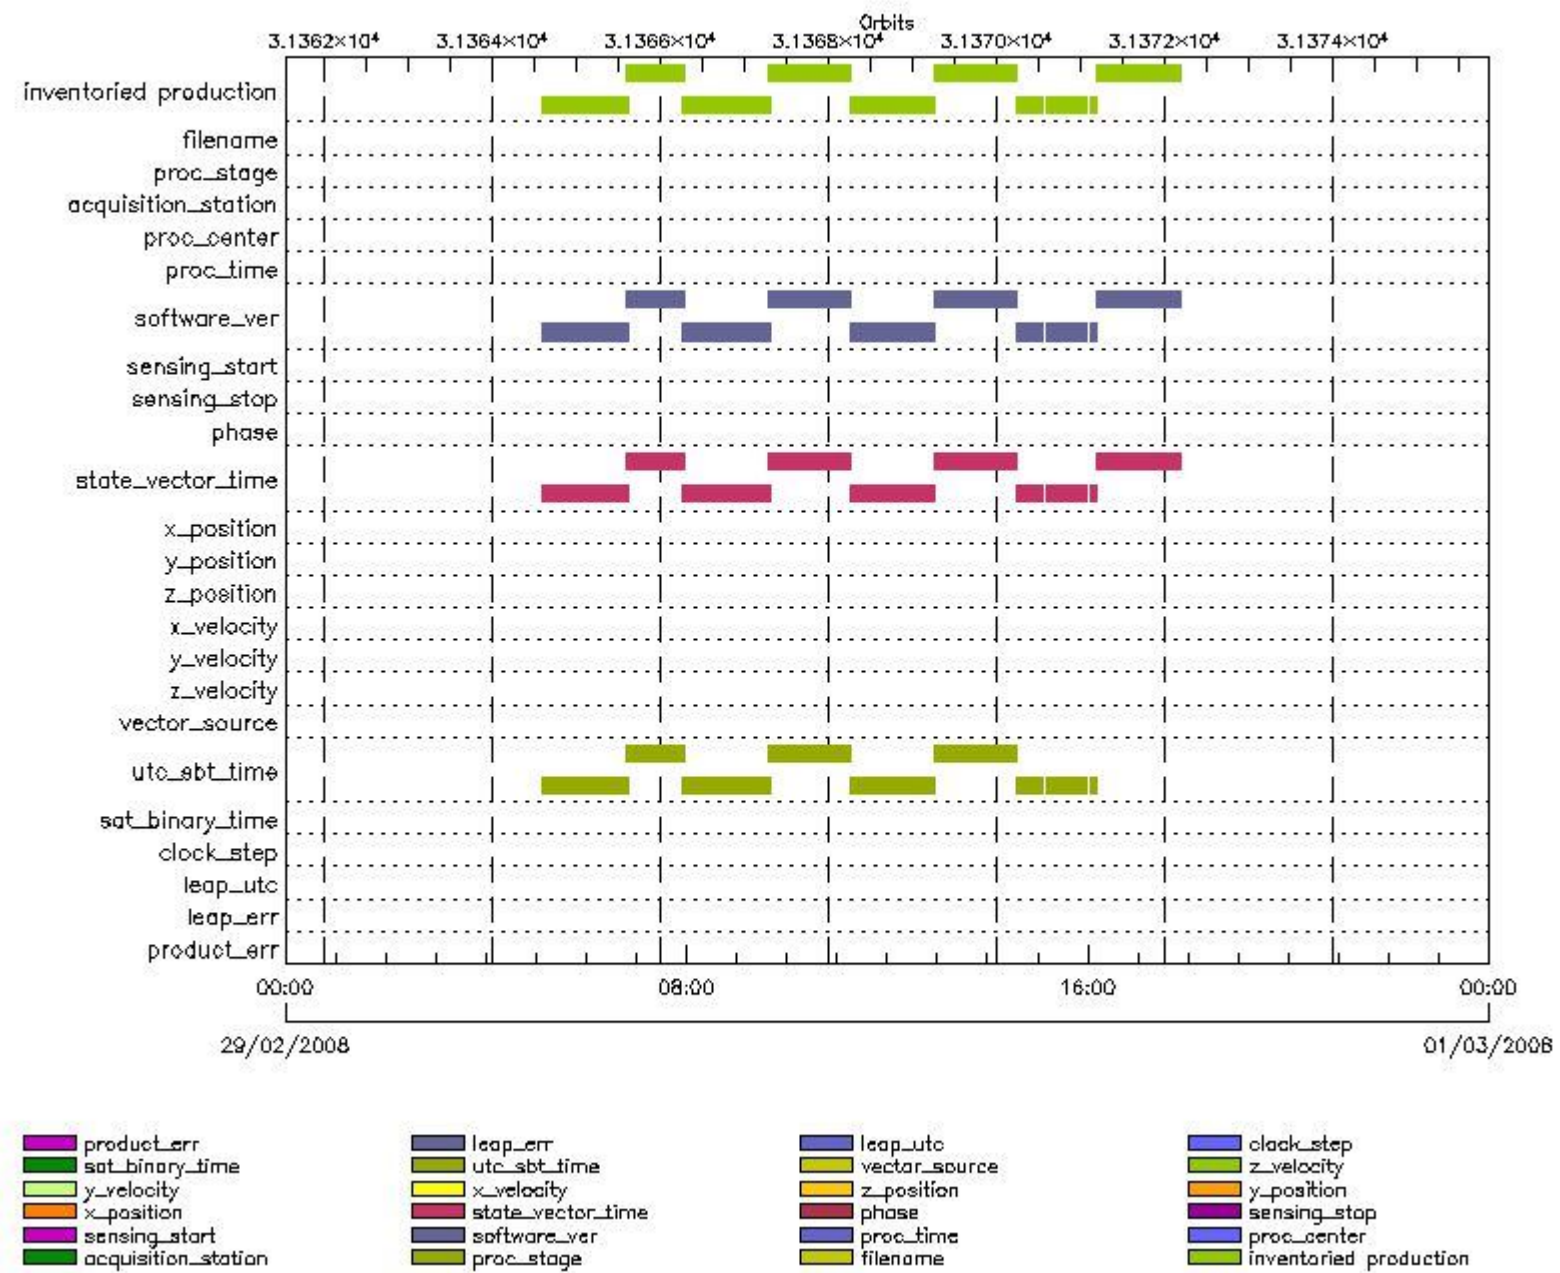 Orbits
3.1362×10⁴ 3.1364×10⁴ 3.1366×10⁴ 3.1368×10⁴ 3.1370×10⁴ 3.1372×10⁴ 3.1374×10⁴
inventoried production
filename
proc_stage
acquisition_station
proc_center
proc_time
software_ver
sensing_start
sensing_stop
phase
state_vector_time
x_position
y_position
z_position
x_velocity
y_velocity
z_velocity
vector_source
utc_sbt_time
sat_binary_time
clock_step
leap_utc
leap_err
product_err
00:00 08:00 16:00 00:00
29/02/2008 01/03/2008
product_err leap_err leap_utc clock_step
sat_binary_time utc_sbt_time vector_source z_velocity
y_velocity x_velocity z_position y_position
x_position state_vector_time phase sensing_stop
sensing_start software_ver proc_time proc_center
acquisition_station proc_stage filename inventoried production